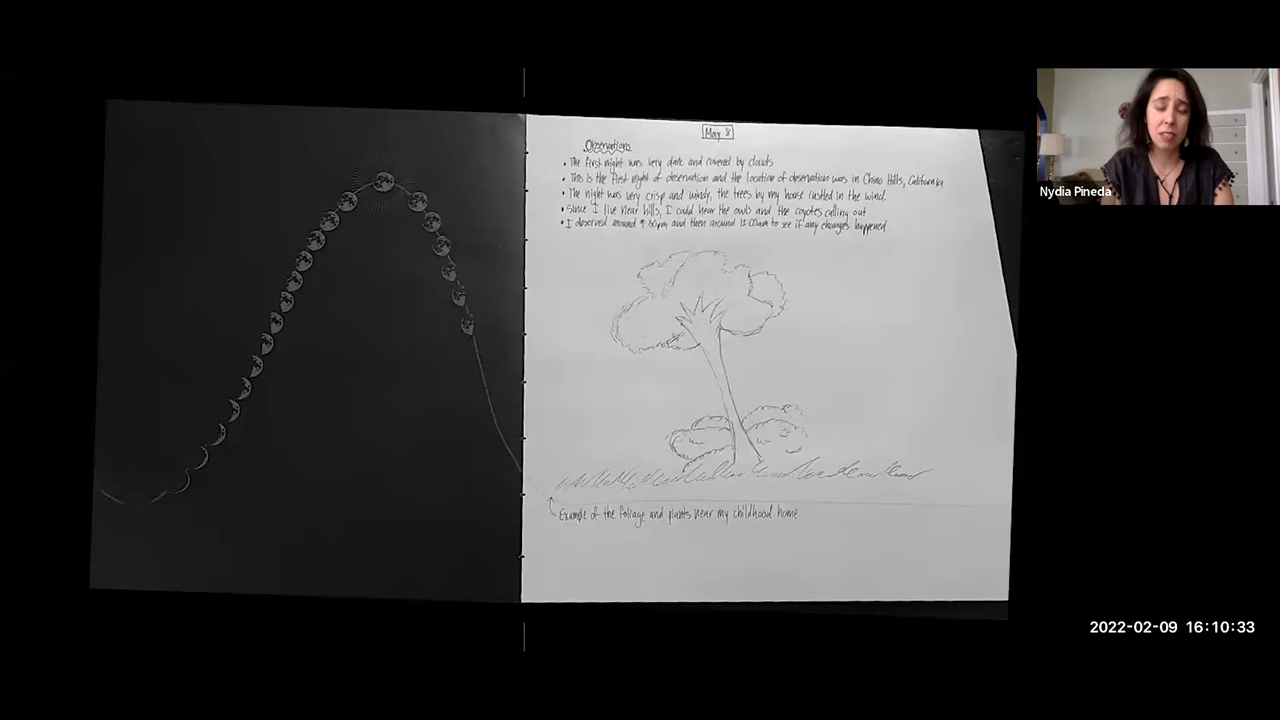 May 8
Observations
• The first night was very dark and covered by clouds
• This is the first night of observation and the location of observation was in Chino Hills, California
• The night was very crisp and windy, the trees by my house rustled in the wind.
• Since I live near hills, I could hear the owls and the coyotes calling out
• I observed around 9:30pm and then around 12:00am to see if any changes happened
Example of the foliage and plants near my childhood home
Nydia Pineda
2022-02-09 16:10:33